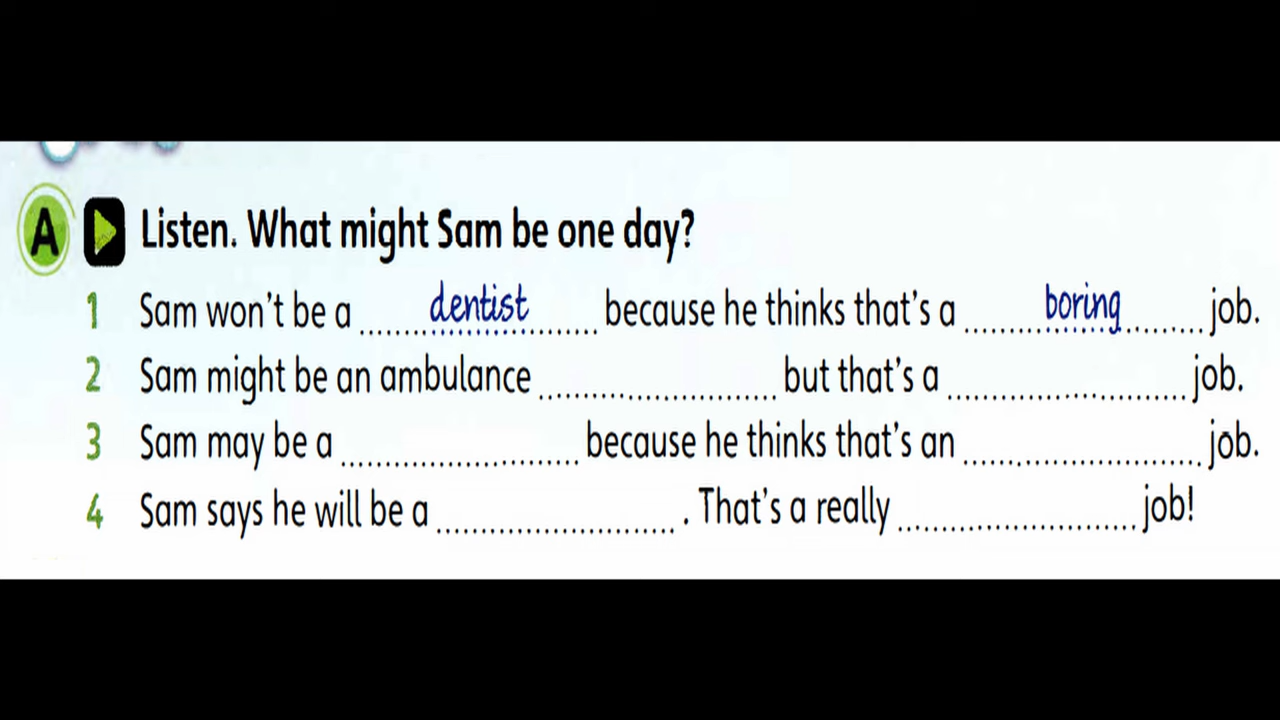 A Listen. What might Sam be one day?
1 Sam won't be a ......dentist...... because he thinks that's a ......boring...... job.
2 Sam might be an ambulance ........................ but that's a ........................ job.
3 Sam may be a ........................ because he thinks that's an ........................ job.
4 Sam says he will be a ........................ . That's a really ........................ job!